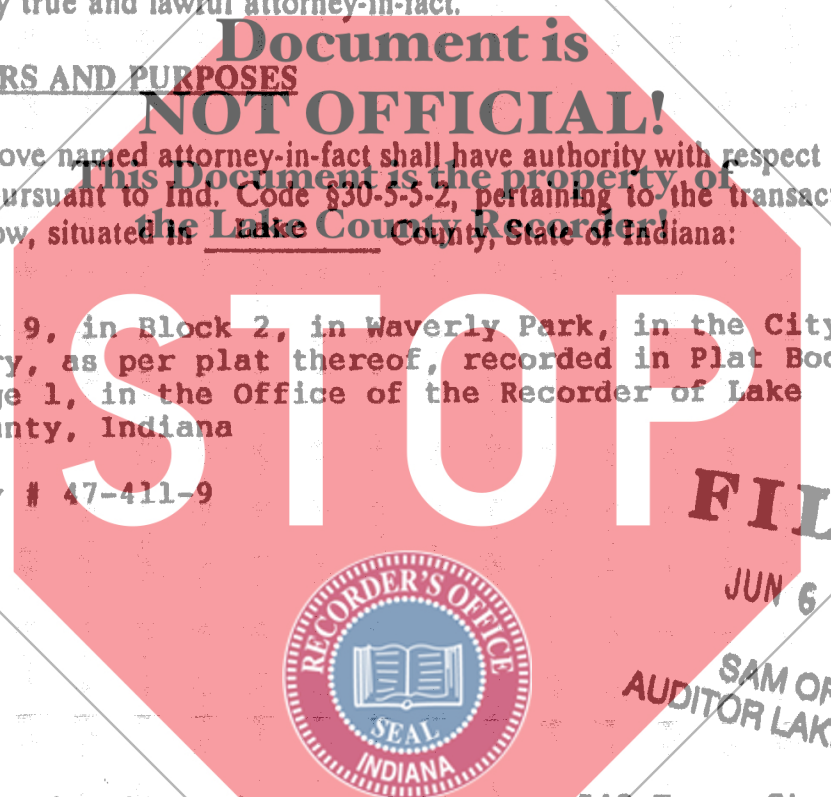 y true and lawful attorney-in-fact.
Document is
RS AND PURPOSES
NOT OFFICIAL!
ove named attorney-in-fact shall have authority with respect
This Document is the property of
ursuant to Ind. Code §30-5-5-2, pertaining to the transac
the Lake County Recorder!
ow, situated in Lake County, State of Indiana:
9, in Block 2, in Waverly Park, in the City
ry, as per plat thereof, recorded in Plat Boo
ge 1, in the Office of the Recorder of Lake
nty, Indiana
STOP
# 47-411-9
FIL
JUN 6
SAM OR
AUDITOR LAK
RECORDER'S OFFICE
SEAL
INDIANA